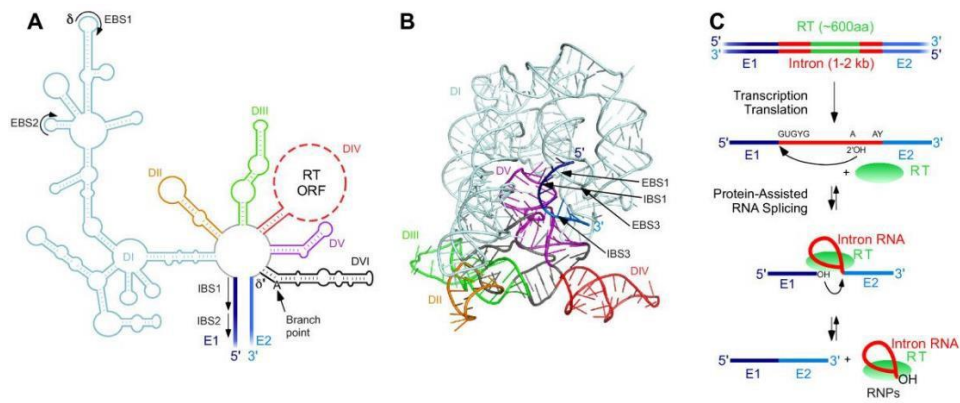 A
δ
EBS1
EBS2
DI
DII
DIII
DIV
RT
ORF
DV
DVI
δ'
A
Branch
point
IBS1
IBS2
E1
E2
5'
3'
B
DI
5'
DV
EBS1
IBS1
EBS3
3'
IBS3
DIII
DIV
DII
C
RT (~600aa)
5' 3'
3' 5'
E1 Intron (1-2 kb) E2
Transcription
Translation
GUGYG A AY
5' 3'
E1 2'OH E2
+ RT
Protein-Assisted
RNA Splicing
Intron RNA
RT
5' OH 3'
E1 E2
Intron RNA
5' 3' + RT
E1 E2 OH
RNPs